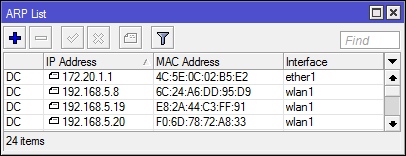 ARP List
Find
IP Address MAC Address Interface
DC 172.20.1.1 4C:5E:0C:02:B5:E2 ether1
DC 192.168.5.8 6C:24:A6:DD:95:D9 wlan1
DC 192.168.5.19 E8:2A:44:C3:FF:91 wlan1
DC 192.168.5.20 F0:6D:78:72:A8:33 wlan1
24 items